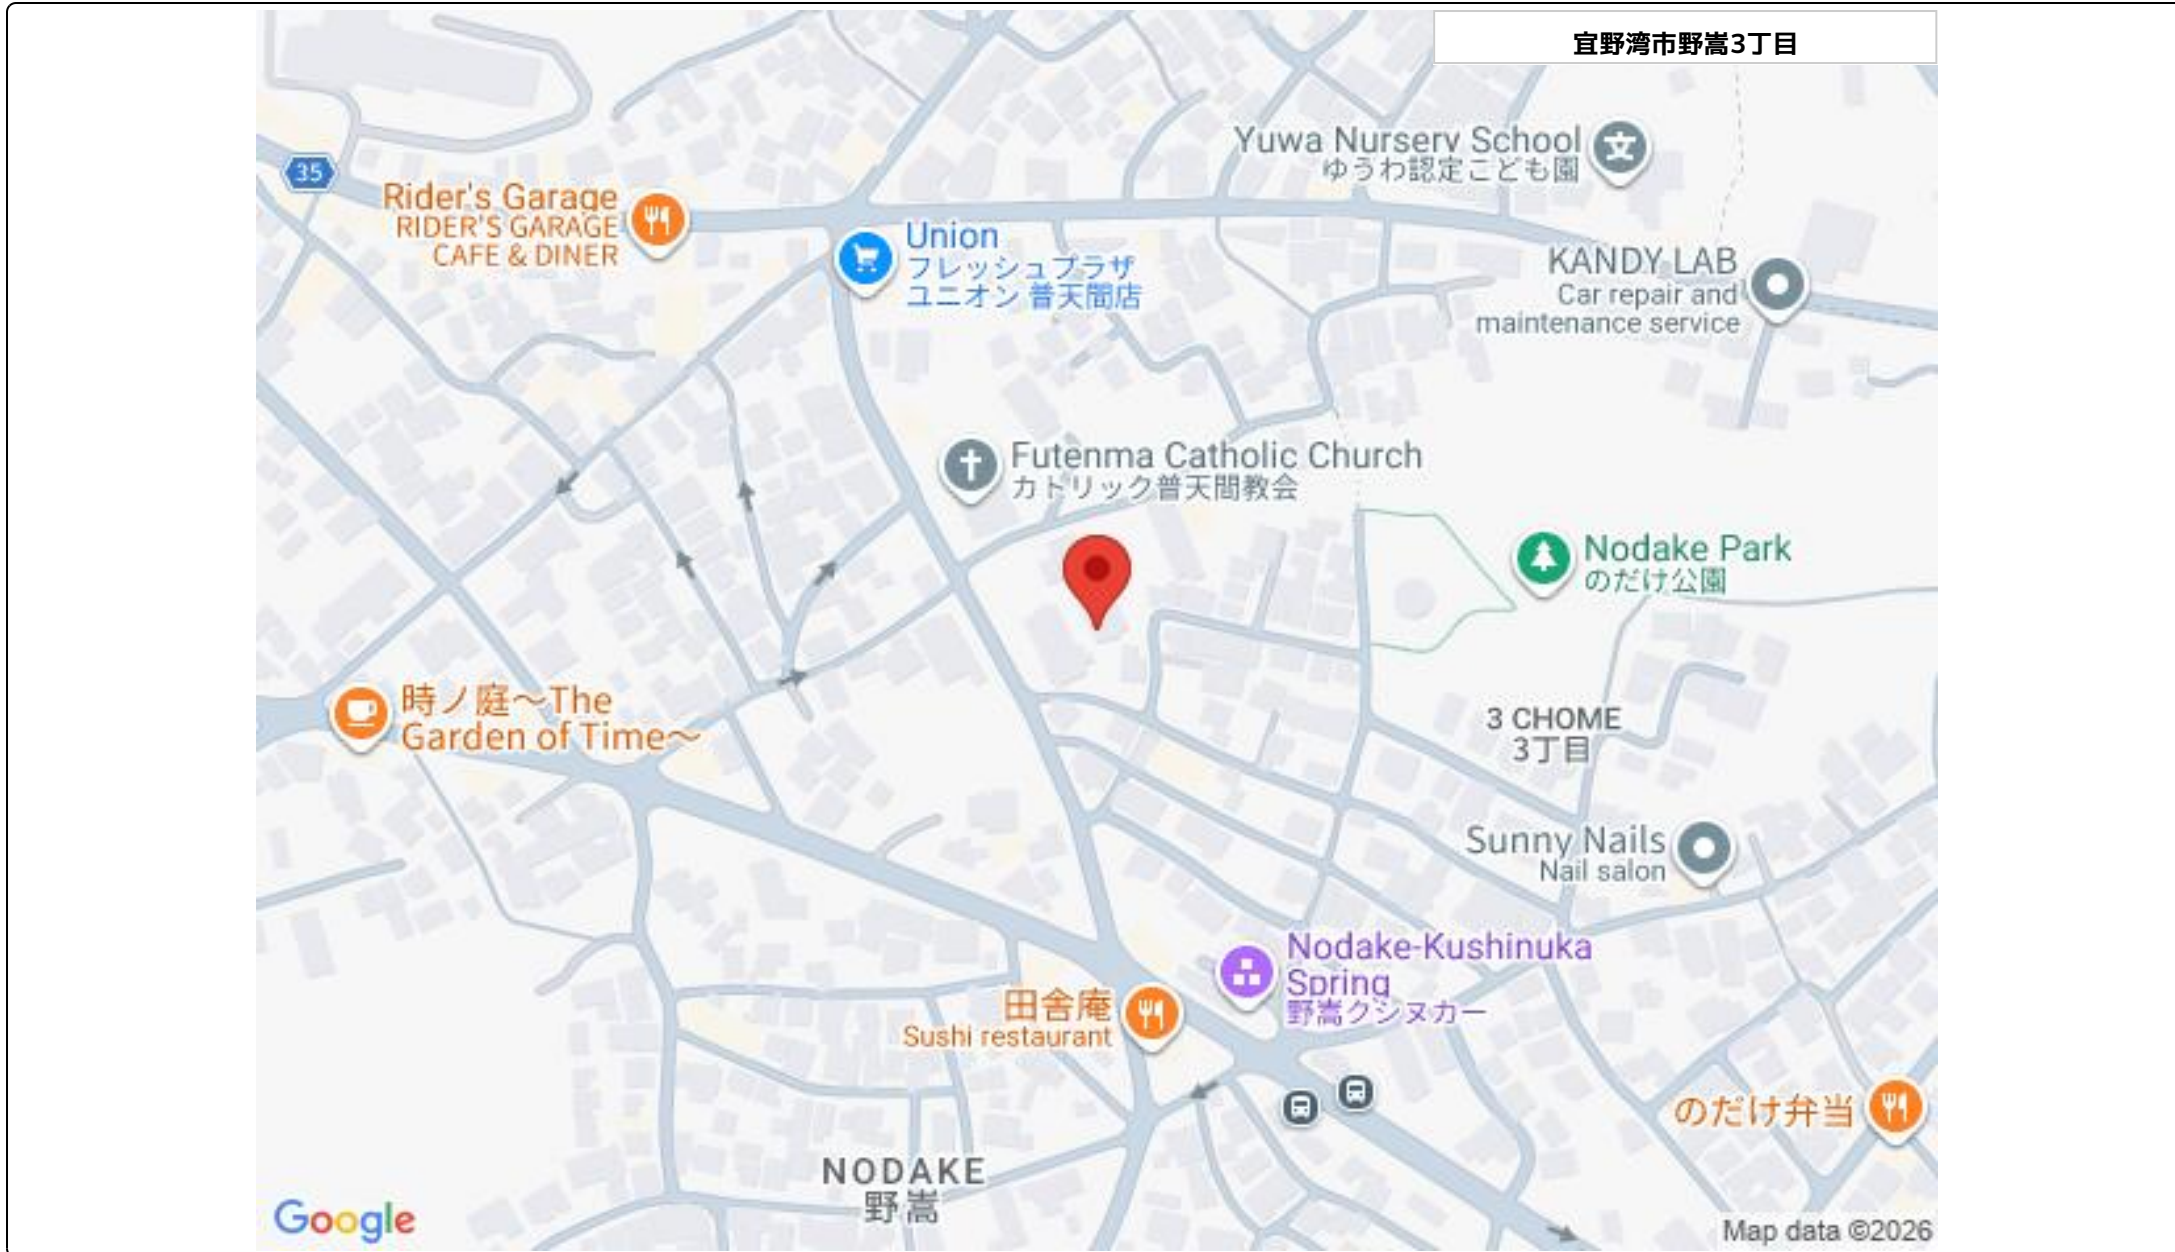 宜野湾市野嵩3丁目
Yuwa Nursery School
ゆうわ認定こども園
35
Rider's Garage
RIDER'S GARAGE
CAFE & DINER
Union
フレッシュプラザ
ユニオン 普天間店
KANDY LAB
Car repair and
maintenance service
Futenma Catholic Church
カトリック普天間教会
Nodake Park
のだけ公園
時ノ庭〜The
Garden of Time〜
3 CHOME
3丁目
Sunny Nails
Nail salon
Nodake-Kushinuka
Spring
野嵩クシヌカー
田舎庵
Sushi restaurant
のだけ弁当
NODAKE
野嵩
Google
Map data ©2026